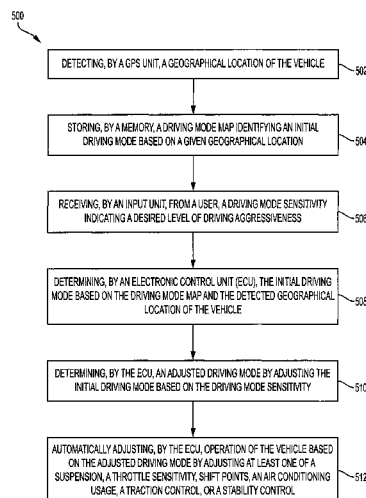 500
DETECTING, BY A GPS UNIT, A GEOGRAPHICAL LOCATION OF THE VEHICLE
502
STORING, BY A MEMORY, A DRIVING MODE MAP IDENTIFYING AN INITIAL
DRIVING MODE BASED ON A GIVEN GEOGRAPHICAL LOCATION
504
RECEIVING, BY AN INPUT UNIT, FROM A USER, A DRIVING MODE SENSITIVITY
INDICATING A DESIRED LEVEL OF DRIVING AGGRESSIVENESS
506
DETERMINING, BY AN ELECTRONIC CONTROL UNIT (ECU), THE INITIAL DRIVING
MODE BASED ON THE DRIVING MODE MAP AND THE DETECTED GEOGRAPHICAL
LOCATION OF THE VEHICLE
508
DETERMINING, BY THE ECU, AN ADJUSTED DRIVING MODE BY ADJUSTING THE
INITIAL DRIVING MODE BASED ON THE DRIVING MODE SENSITIVITY
510
AUTOMATICALLY ADJUSTING, BY THE ECU, OPERATION OF THE VEHICLE BASED
ON THE ADJUSTED DRIVING MODE BY ADJUSTING AT LEAST ONE OF A
SUSPENSION, A THROTTLE SENSITIVITY, SHIFT POINTS, AN AIR CONDITIONING
USAGE, A TRACTION CONTROL, OR A STABILITY CONTROL
512